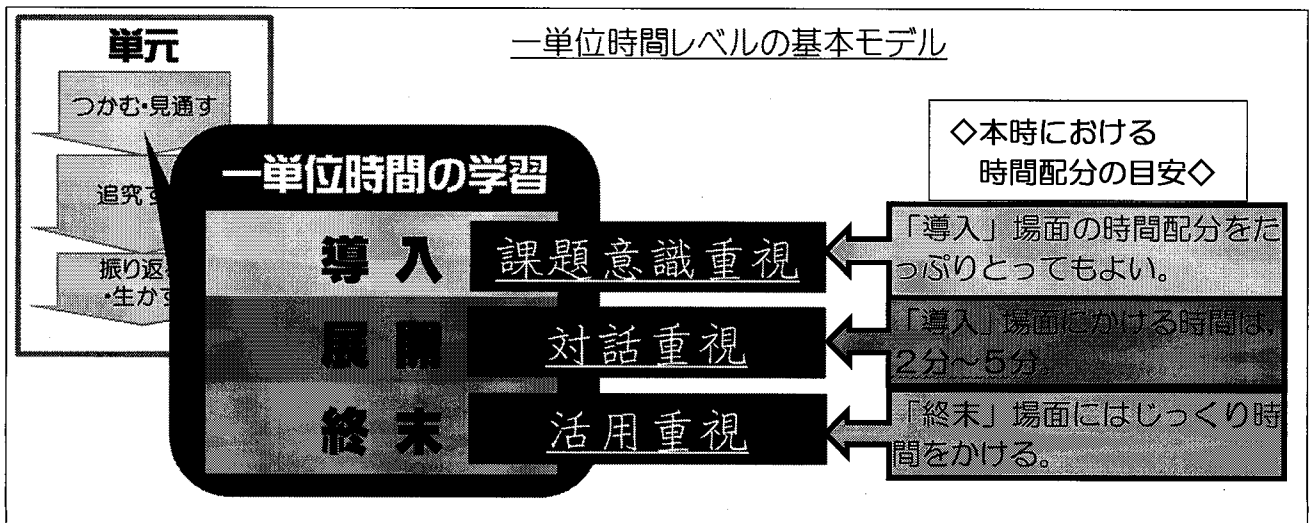 一単位時間レベルの基本モデル
単元
つかむ・見通す
追究す
振り返
・生かす
一単位時間の学習
導入
課題意識重視
展開
対話重視
終末
活用重視
◇本時における
時間配分の目安◇
「導入」場面の時間配分をた
っぷりとってもよい。
「導入」場面にかける時間は,
2分~5分。
「終末」場面にはじっくり時
間をかける。